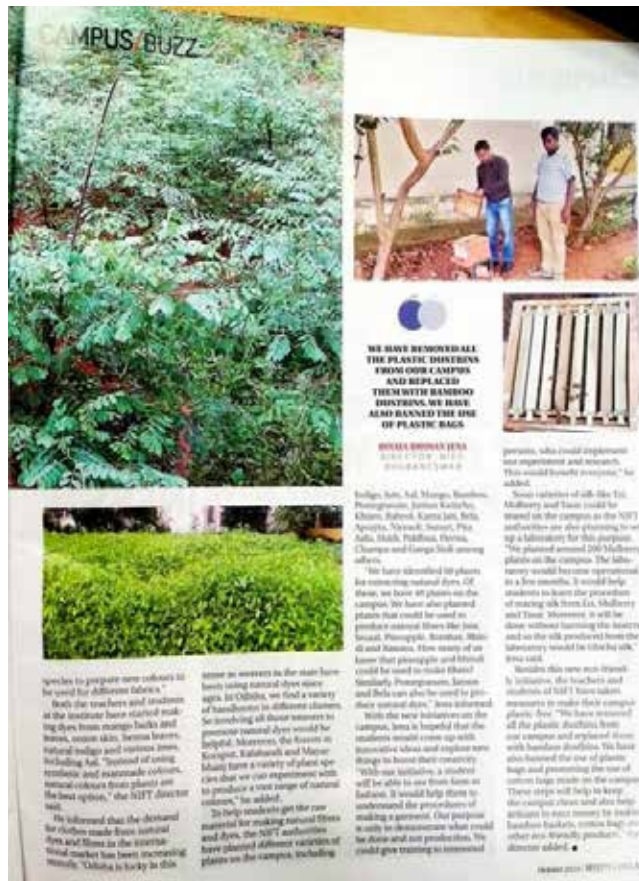 CAMPUS/BUZZ
WE HAVE REMOVED ALL
THE PLASTIC DUSTBINS
FROM OUR CAMPUS
AND REPLACED
THEM WITH BAMBOO
DUSTBINS. WE HAVE
ALSO BANNED THE USE
OF PLASTIC BAGS
JENA
DIRECTOR NIFT
BHUBANESWAR
species to prepare new colours to
be used for different fabrics."
Both the teachers and students
at the institute have started mak-
ing dyes from mango barks and
leaves, onion skin, henna leaves,
natural indigo and various trees,
including Aal. "Instead of using
synthetic and manmade colours,
natural colours from plants are
the best option," the NIFT director
said.
He informed that the demand
for clothes made from natural
dyes and fibres in the interna-
tional market has been increasing
steadily. "Odisha is lucky in this
sense as weavers in the state have
been using natural dyes since
ages. In Odisha, we find a variety
of handlooms in different clusters.
So involving all those weavers to
promote natural dyes would be
helpful. Moreover, the forests in
Koraput, Kalahandi and Mayur-
bhanj have a variety of plant spe-
cies that we can experiment with
to produce a vast range of natural
colours," he added.
To help students get the raw
material for making natural fibres
and dyes, the NIFT authorities
have planted different varieties of
plants on the campus, including
Indigo, Jute, Aal, Mango, Bamboo,
Pomegranate, Jamun
Bela,
Champa and Ganga Siuli among
others.
"We have identified 60 plants
for extracting natural dyes. Of
these, we have 40 plants on the
campus. We have also planted
plants that could be used to
produce natural fibres like Jute,
Pineapple, Bamboo, Bhin-
di and Banana. How many of us
know that pineapple and bhindi
could be used to make fibres?
Similarly, Pomegranate, Jamun
and Bela can also be used to pro-
duce natural dyes," Jena informed.
With the new initiatives on the
campus, Jena is hopeful that the
students would come up with
innovative ideas and explore new
things to boost their creativity.
"With our initiative, a student
will be able to see from farm to
fashion. It would help them to
understand the procedures of
making a garment. Our purpose
is only to demonstrate what could
be done and not production. We
could give training to interested
persons, who could implement
our experiment and research.
This would benefit everyone," he
added.
Soon varieties of silk like Eri,
Mulberry and Tasar could be
on the campus as the NIFT
authorities are also planning to set
up a laboratory for this purpose.
"We planted around 200 Mulberry
plants on the campus. The labo-
ratory would become operational
in a few months. It would help
students to learn the procedure
of rearing silk from Eri, Mulberry
and Tasar. Moreover, it will be
done without harming the insects
and so the silk produced from the
laboratory would be
Jena said.
Besides this new eco-friend-
ly initiative, the teachers and
students of NIFT have taken
measures to make their campus
plastic-free. "We have removed
all the plastic dustbins from
our campus and replaced those
with bamboo dustbins. We have
also banned the use of plastic
bags and promoting the use of
cotton bags made on the campus.
These steps will help to keep
the campus clean and also help
artisans to earn money by making
bamboo baskets, cotton bags and
other eco-friendly products," the
director added.